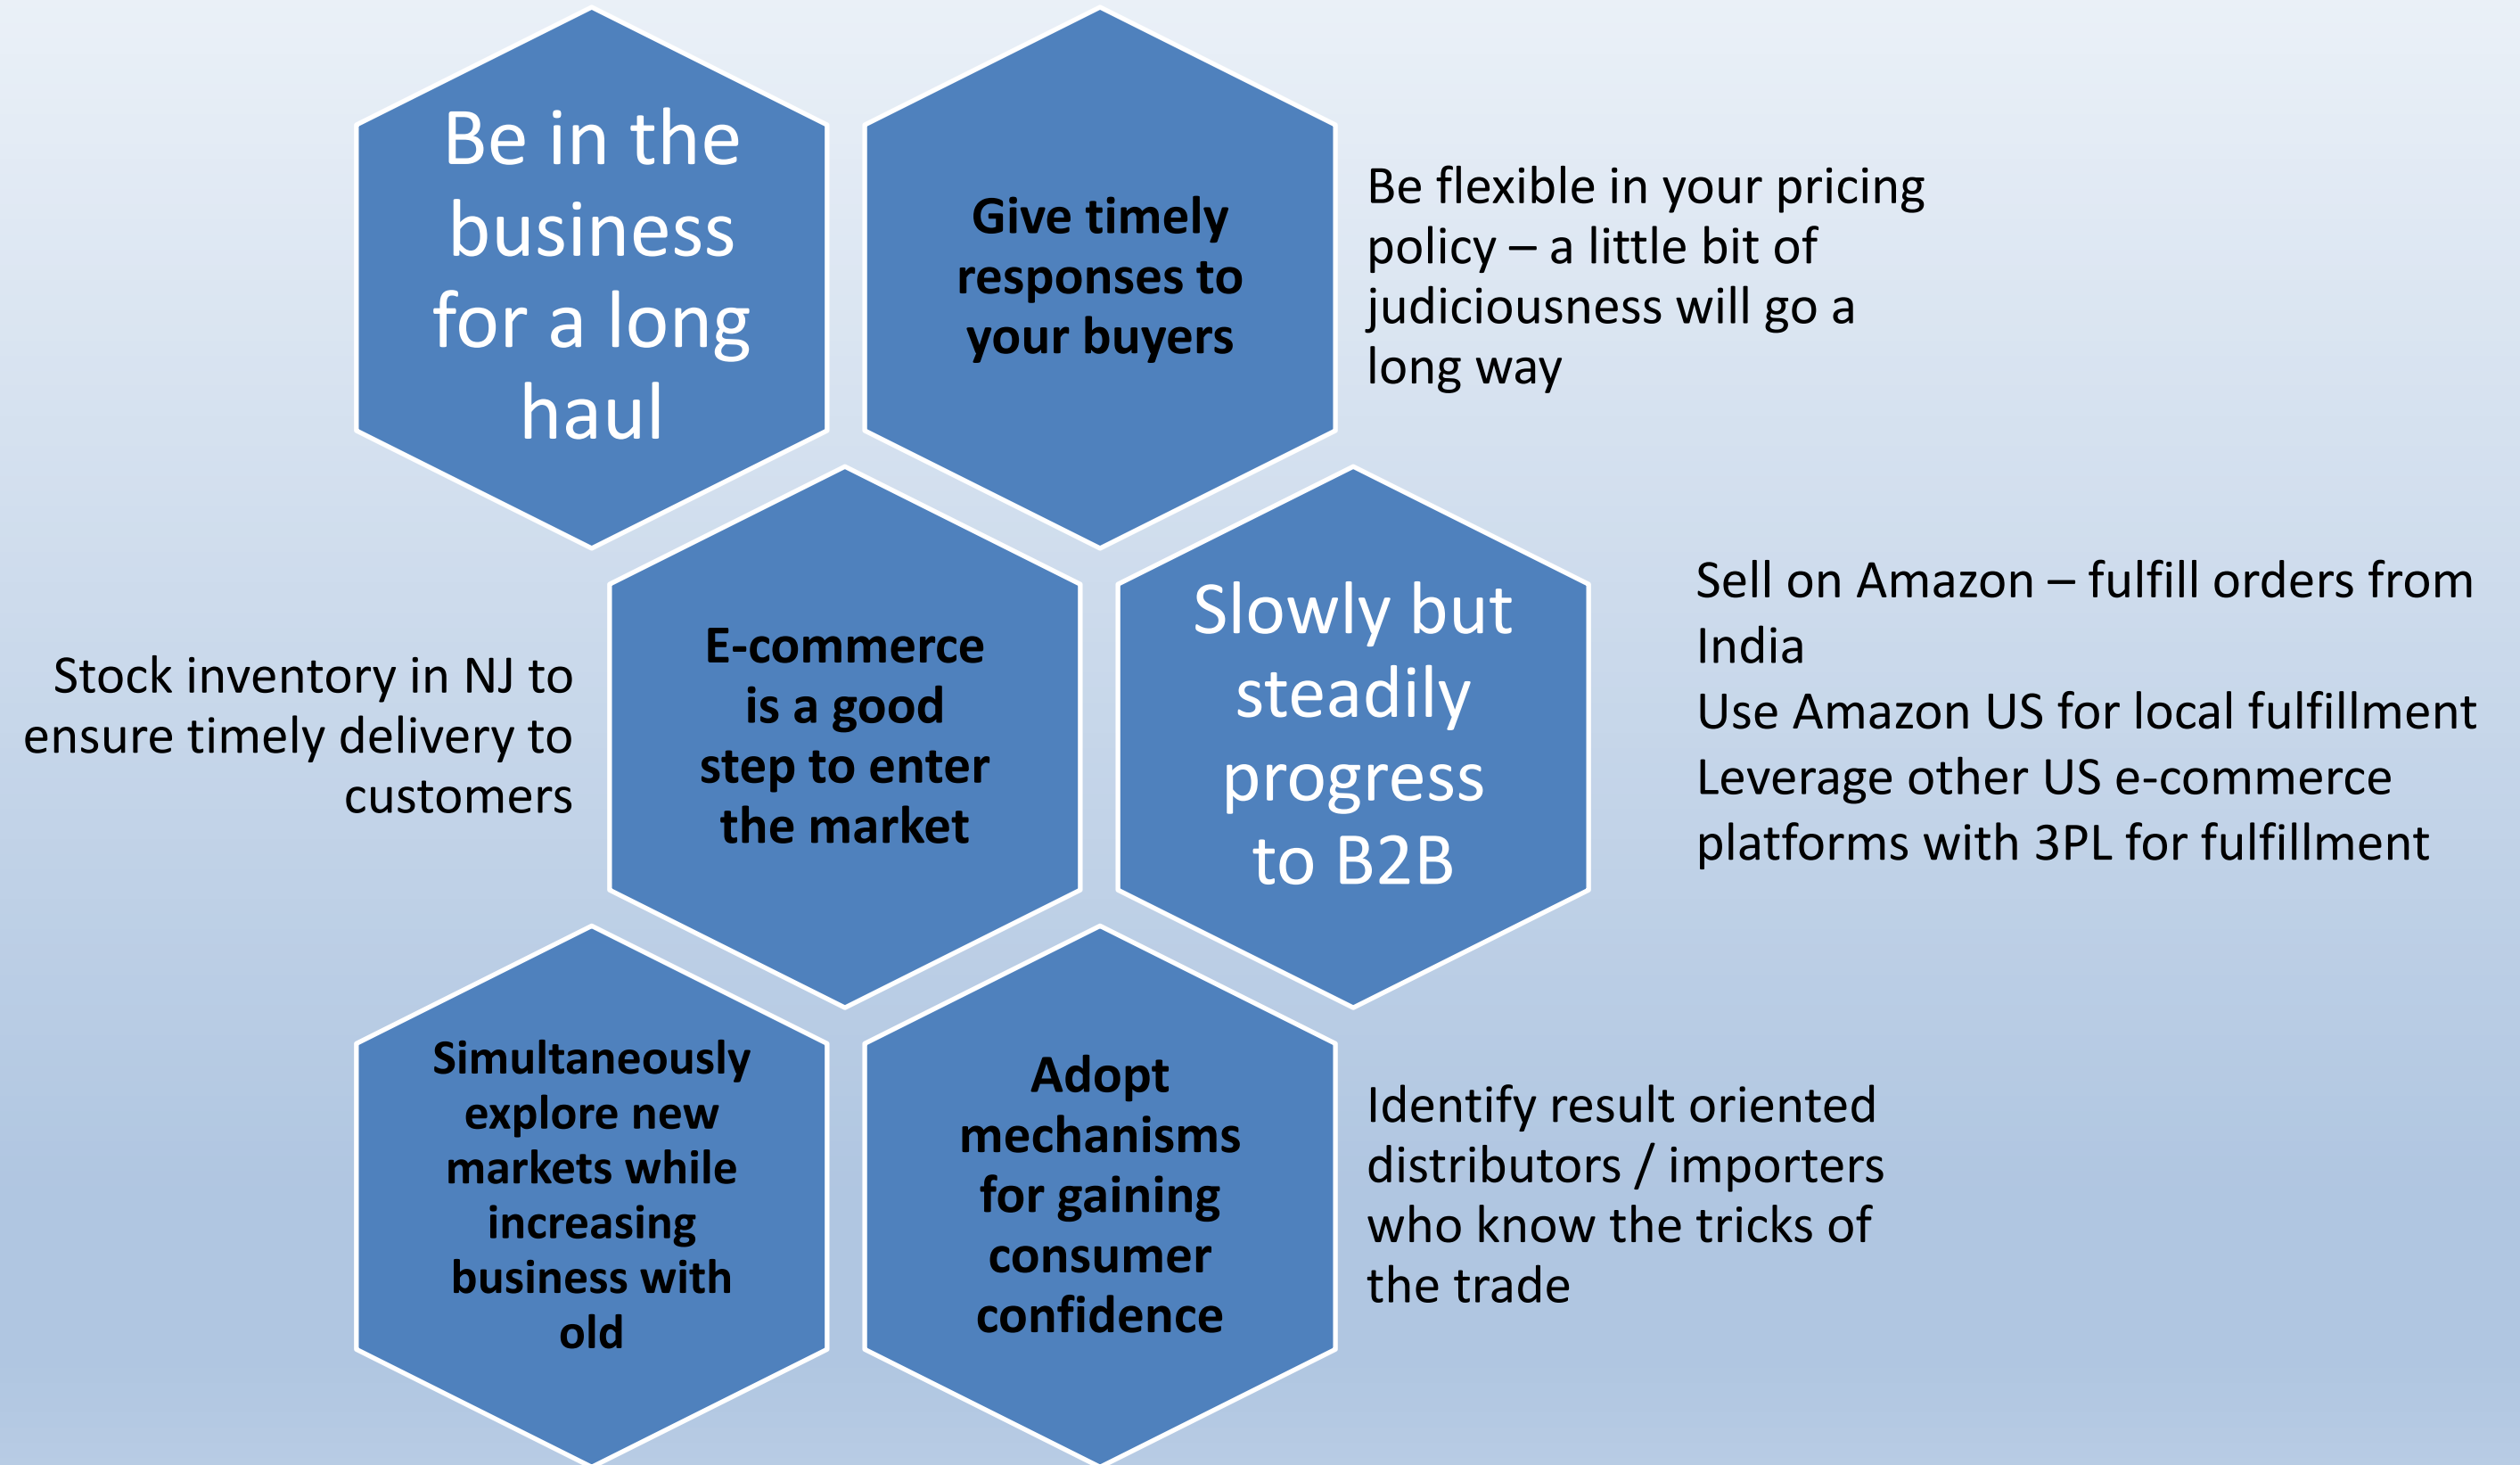 Be in the
business
for a long
haul
Give timely
responses to
your buyers
Be flexible in your pricing
policy – a little bit of
judiciousness will go a
long way
Stock inventory in NJ to
ensure timely delivery to
customers
E-commerce
is a good
step to enter
the market
Slowly but
steadily
progress
to B2B
Sell on Amazon – fulfill orders from
India
Use Amazon US for local fulfillment
Leverage other US e-commerce
platforms with 3PL for fulfillment
Simultaneously
explore new
markets while
increasing
business with
old
Adopt
mechanisms
for gaining
consumer
confidence
Identify result oriented
distributors / importers
who know the tricks of
the trade